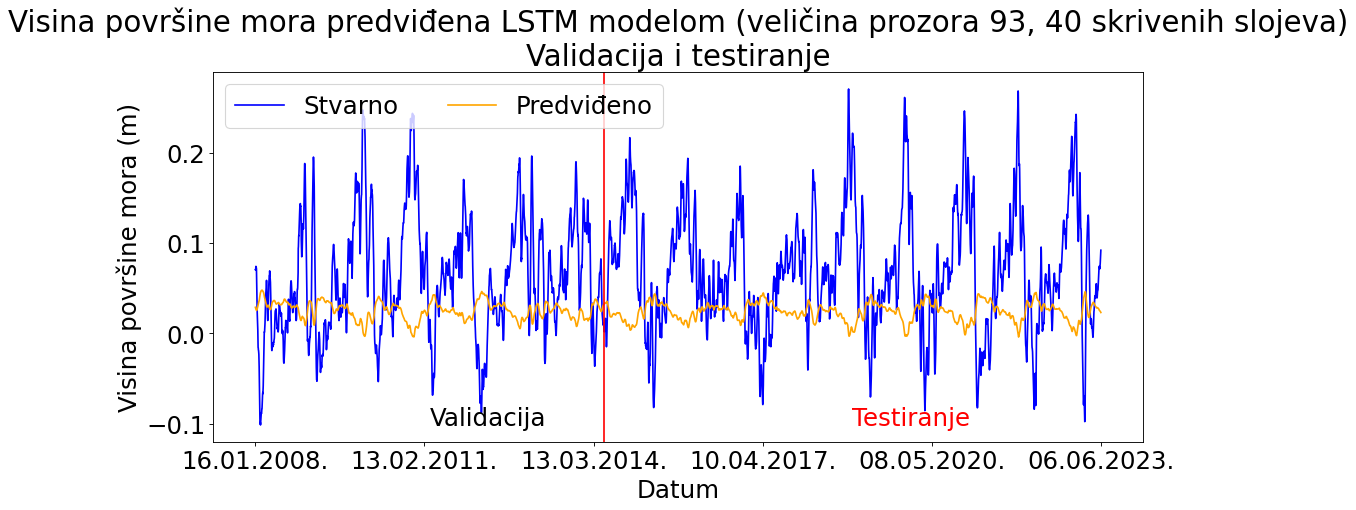 Visina površine mora predviđena LSTM modelom (veličina prozora 93, 40 skrivenih slojeva)
Validacija i testiranje
Stvarno
Predviđeno
Visina površine mora (m)
0.2
0.1
0.0
−0.1
Validacija
Testiranje
16.01.2008.
13.02.2011.
13.03.2014.
10.04.2017.
08.05.2020.
06.06.2023.
Datum